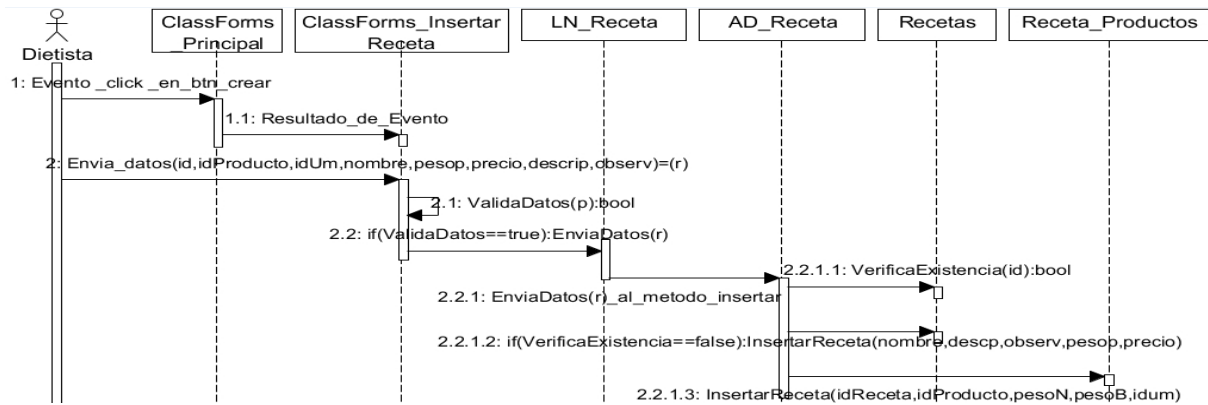 Dietista
ClassForms
_Principal
ClassForms_Insertar
Receta
LN_Receta
AD_Receta
Recetas
Receta_Productos
1: Evento _click _en_btn_crear
1.1: Resultado_de_Evento
2: Envia_datos(id,idProducto,idUm,nombre,pesop,precio,descrip,observ)=(r)
2.1: ValidaDatos(p):bool
2.2: if(ValidaDatos==true):EnviaDatos(r)
2.2.1.1: VerificaExistencia(id):bool
2.2.1: EnviaDatos(r)_al_metodo_insertar
2.2.1.2: if(VerificaExistencia==false):InsertarReceta(nombre,descp,observ,pesop,precio)
2.2.1.3: InsertarReceta(idReceta,idProducto,pesoN,pesoB,idum)